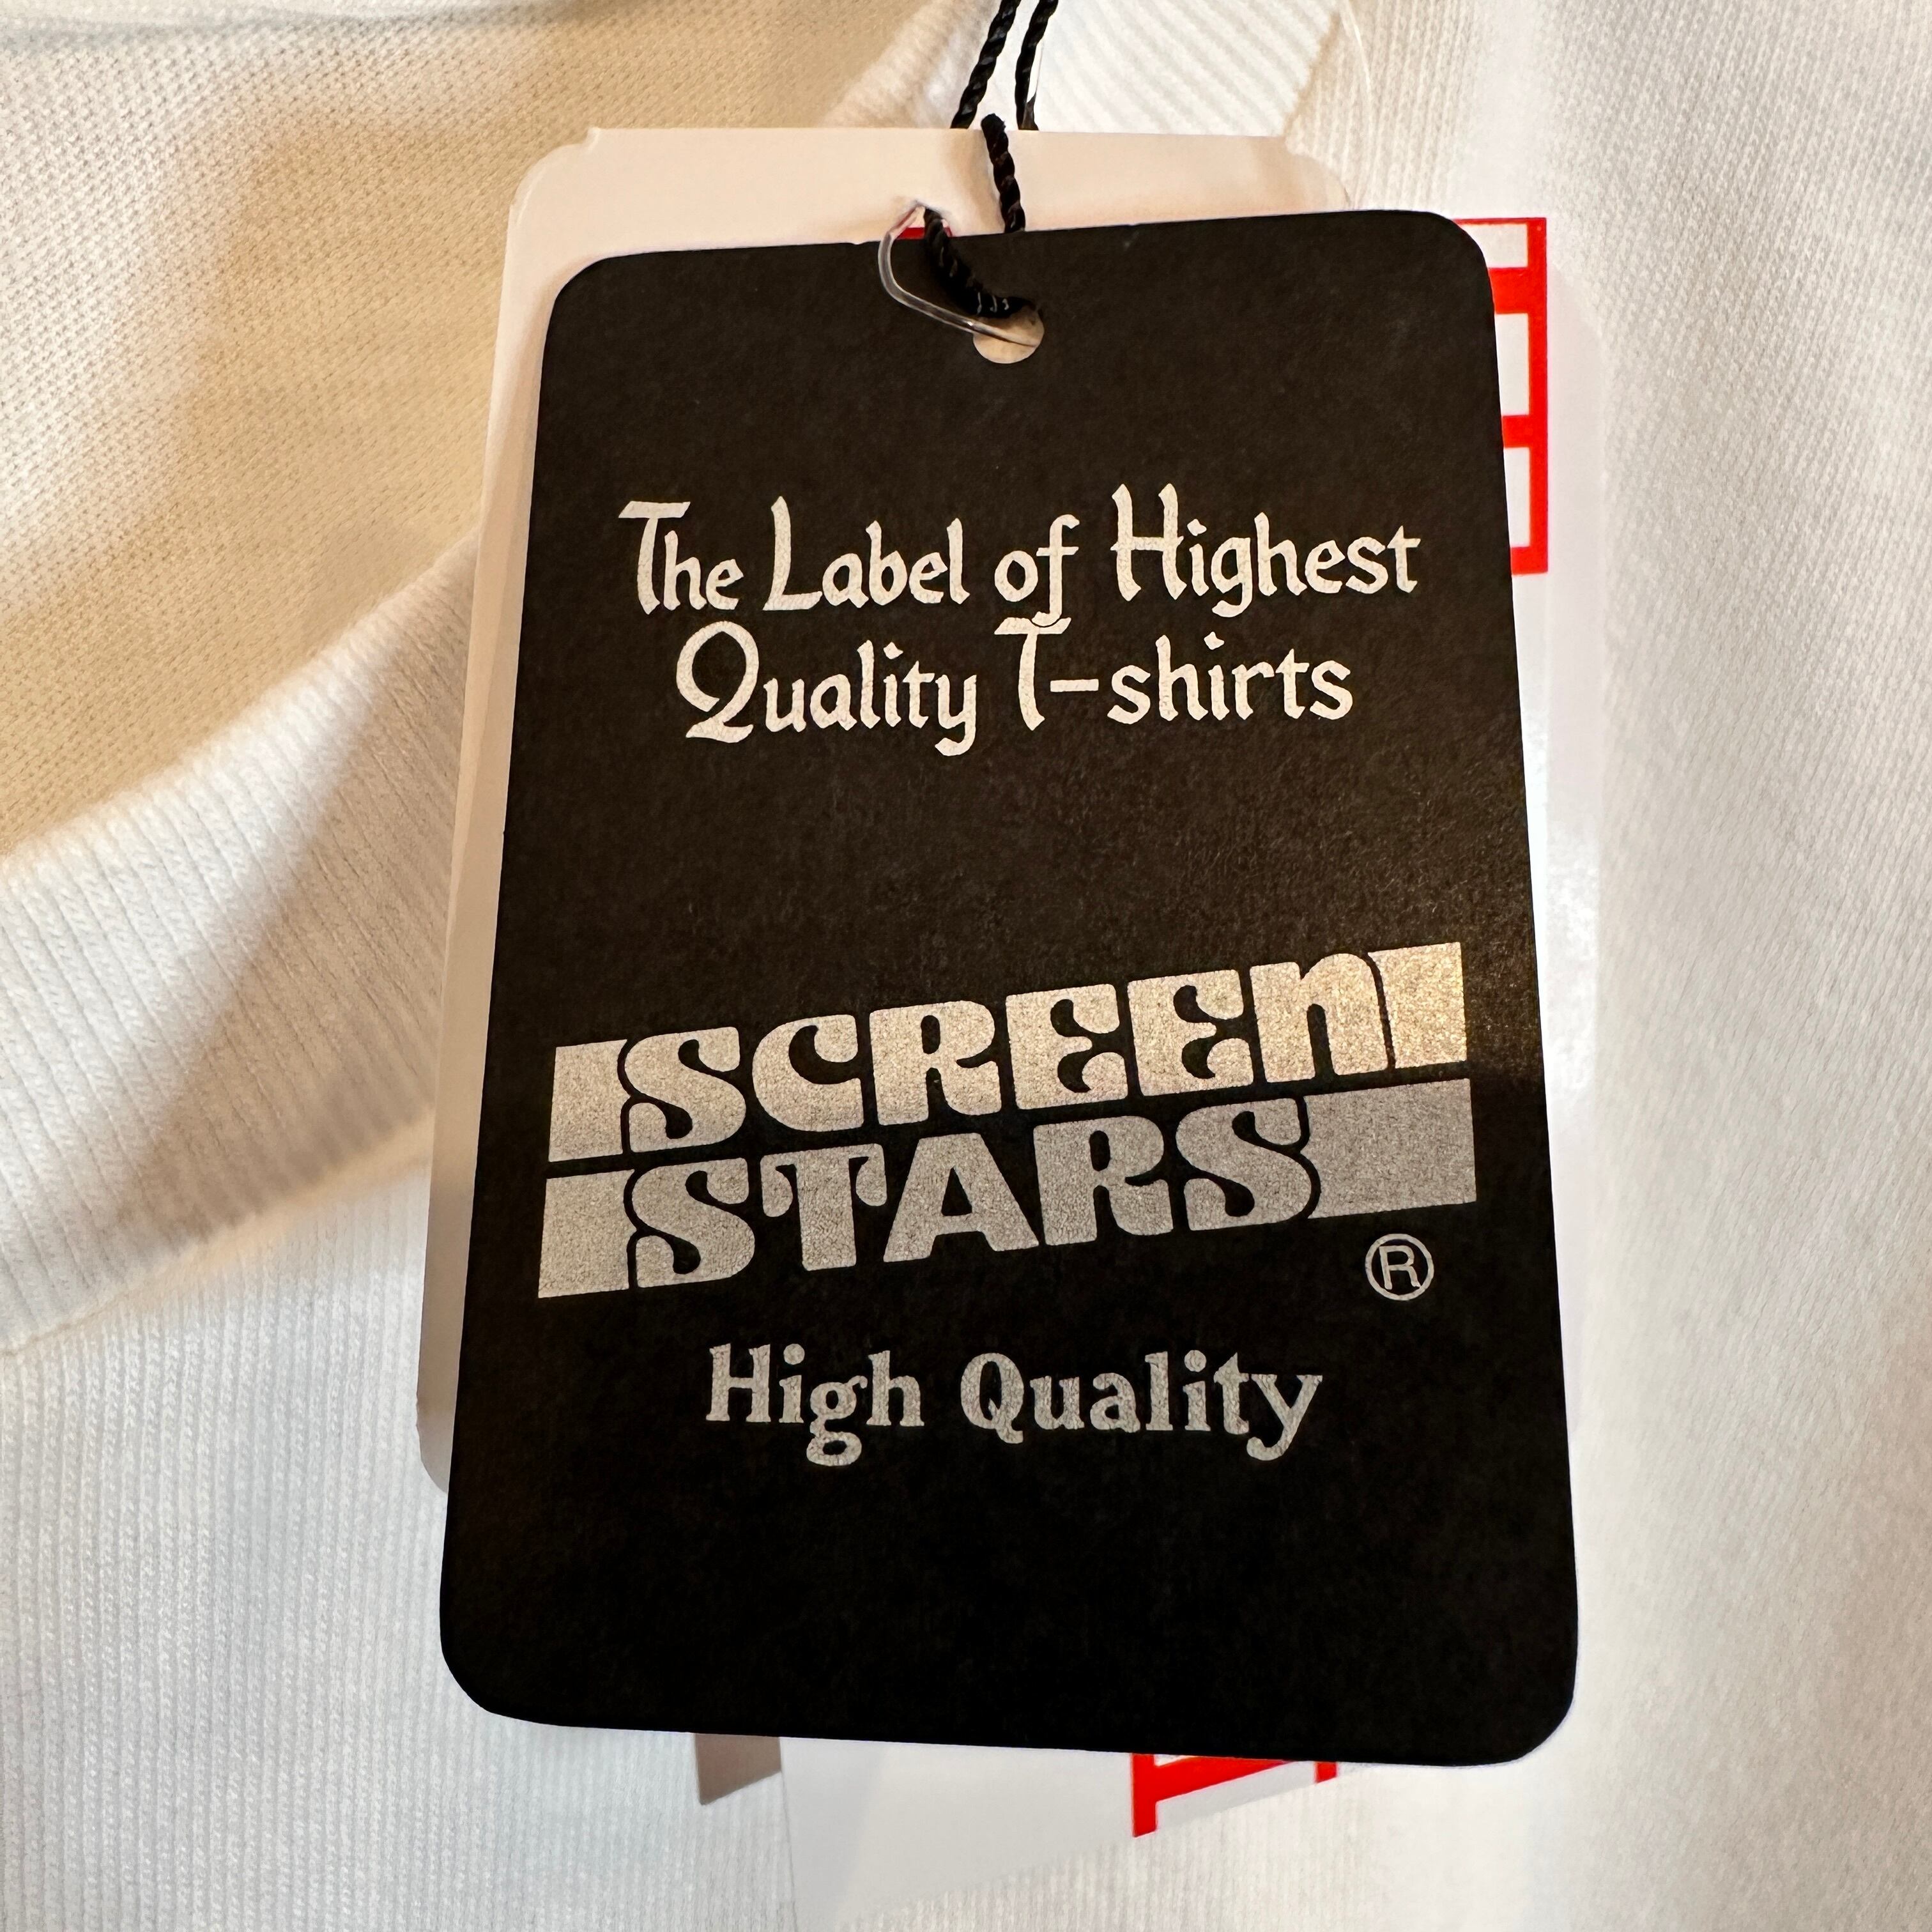 The Label of Highest
Quality T-shirts
SCREEN
STARS
®
High Quality